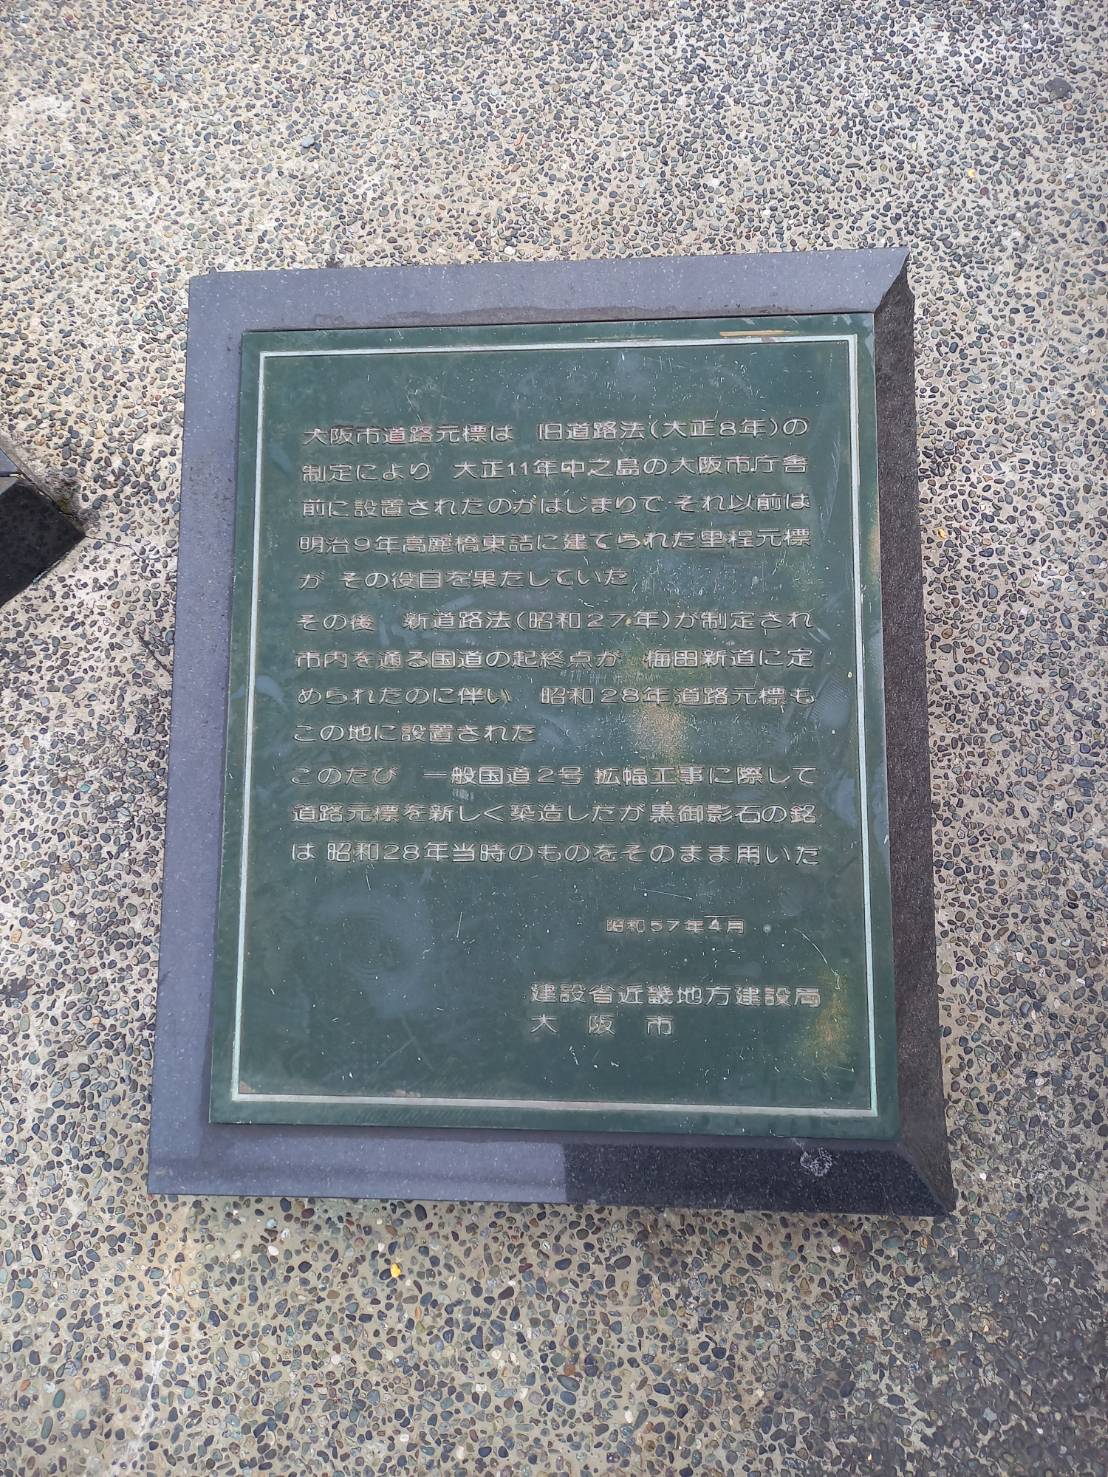 大阪市道路元標は　旧道路法(大正8年)の
制定により　大正11年中之島の大阪市庁舎
前に設置されたのがはじまりで それ以前は
明治9年高麗橋東詰に建てられた里程元標
が その役目を果たしていた
その後　新道路法(昭和27年)が制定され
市内を通る国道の起終点が　梅田新道に定
められたのに伴い　昭和28年道路元標も
この地に設置された
このたび　一般国道2号 拡幅工事に際して
道路元標を新しく築造したが黒御影石の銘
は 昭和28年当時のものをそのまま用いた
昭和57年4月
建設省近畿地方建設局
大　阪　市